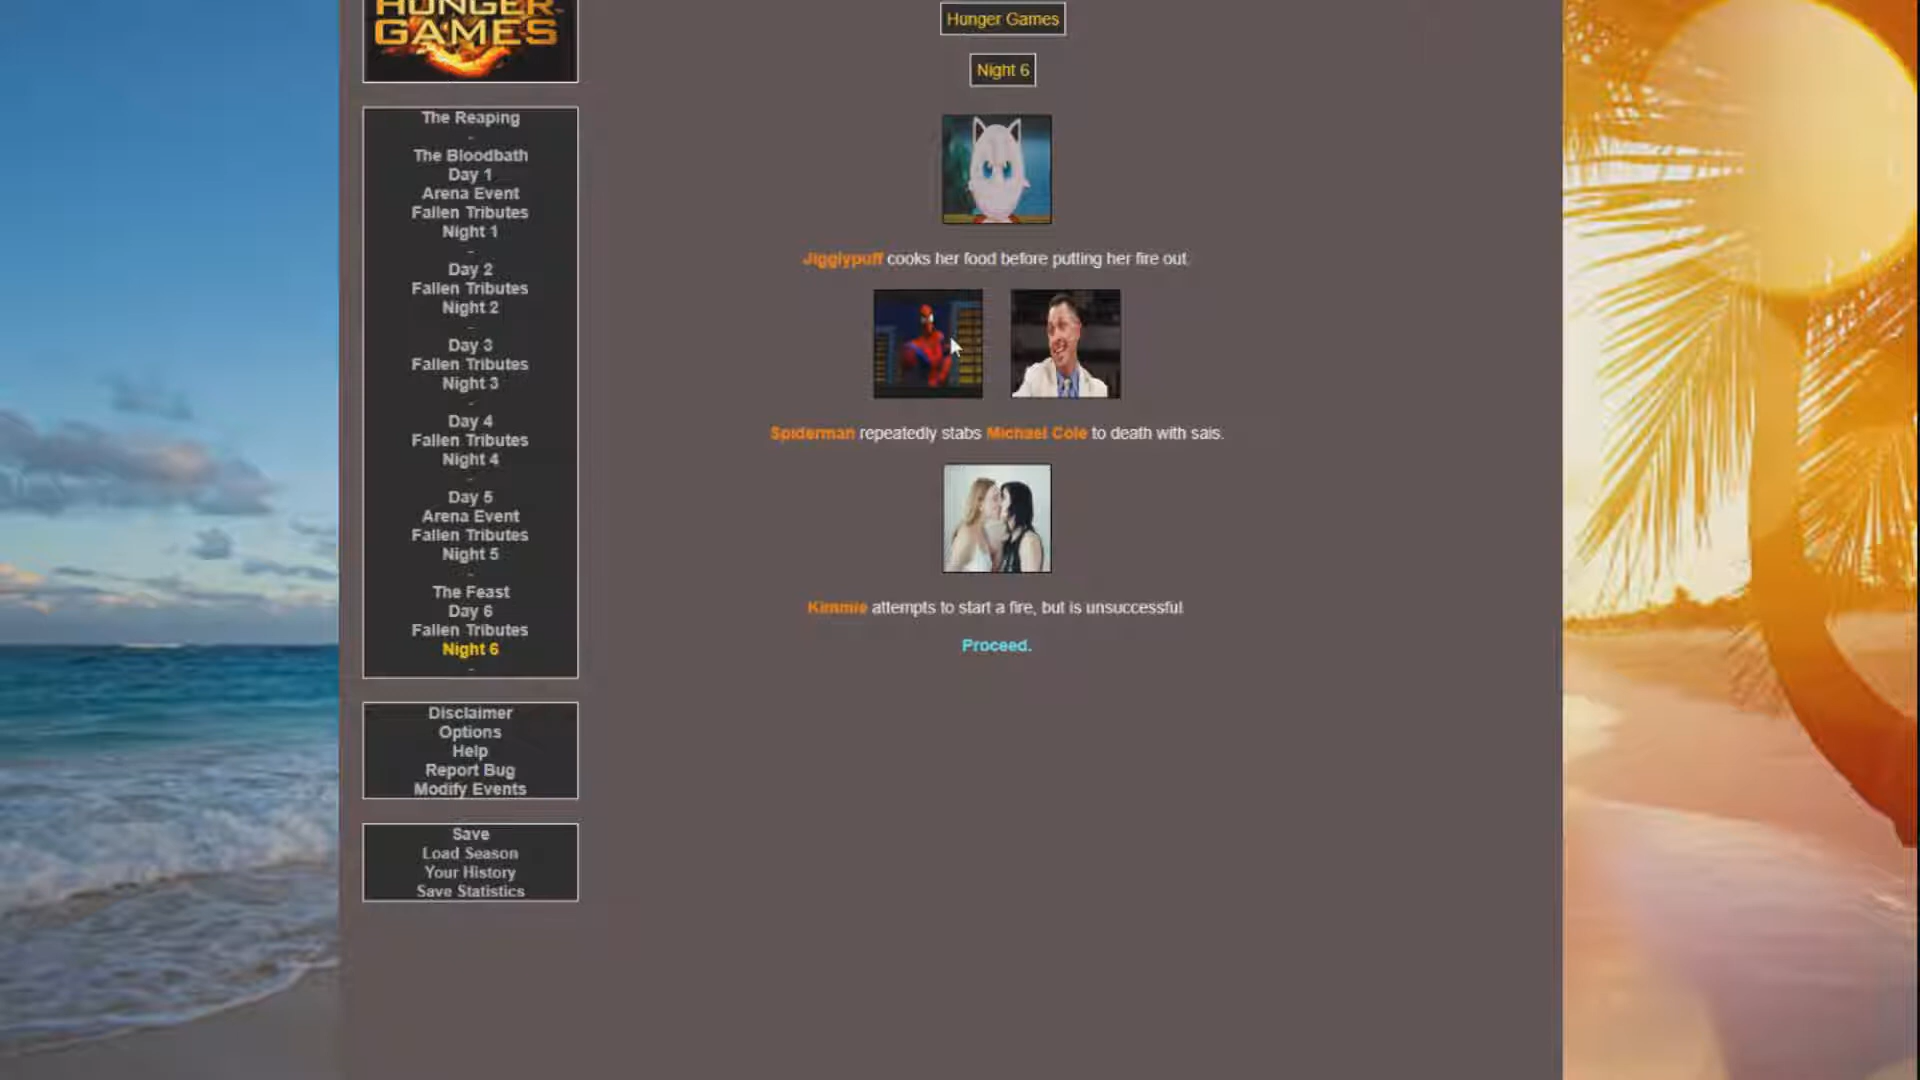 HUNGER
GAMES
The Reaping
-
The Bloodbath
Day 1
Arena Event
Fallen Tributes
Night 1
-
Day 2
Fallen Tributes
Night 2
-
Day 3
Fallen Tributes
Night 3
-
Day 4
Fallen Tributes
Night 4
-
Day 5
Arena Event
Fallen Tributes
Night 5
-
The Feast
Day 6
Fallen Tributes
Night 6
-
Disclaimer
Options
Help
Report Bug
Modify Events
Save
Load Season
Your History
Save Statistics
Hunger Games
Night 6
Jigglypuff cooks her food before putting her fire out.
Spiderman repeatedly stabs Michael Cole to death with sais.
Kimmie attempts to start a fire, but is unsuccessful.
Proceed.